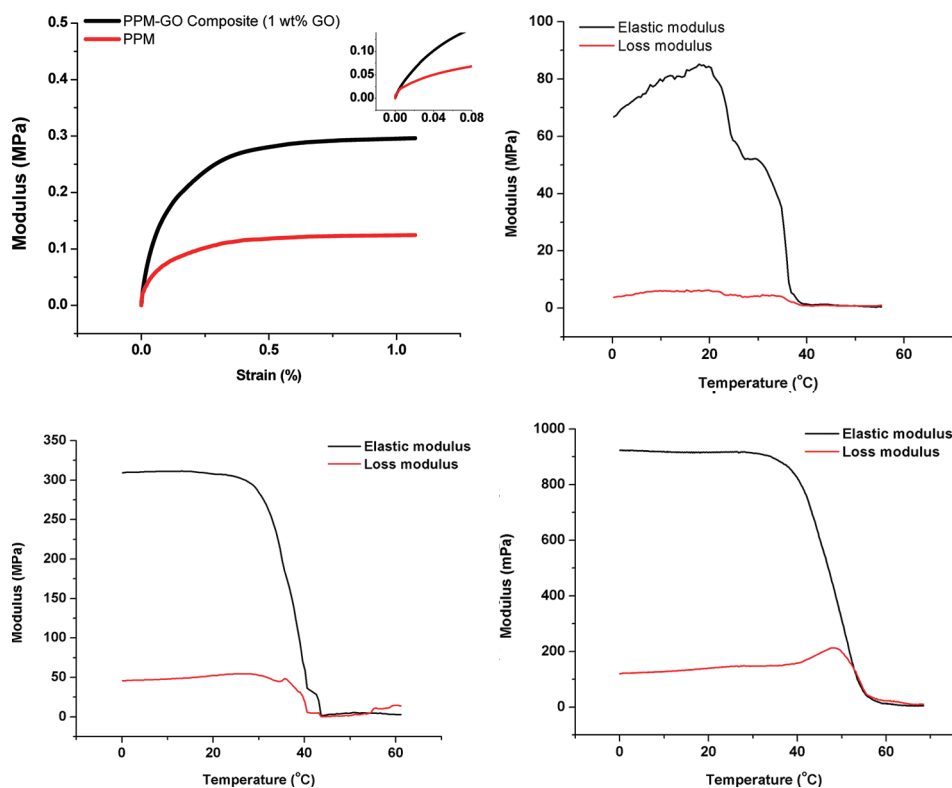 PPM-GO Composite (1 wt% GO)
PPM
0.5
0.4
0.3
0.2
0.1
0.0
Modulus (MPa)
0.10
0.05
0.00
0.00 0.04 0.08
0.0 0.5 1.0
Strain (%)
Elastic modulus
Loss modulus
100
80
60
40
20
0
Modulus (MPa)
0 20 40 60
Temperature (°C)
Elastic modulus
Loss modulus
350
300
250
200
150
100
50
0
Modulus (MPa)
0 20 40 60
Temperature (°C)
Elastic modulus
Loss modulus
1000
800
600
400
200
0
Modulus (mPa)
0 20 40 60
Temperature (°C)